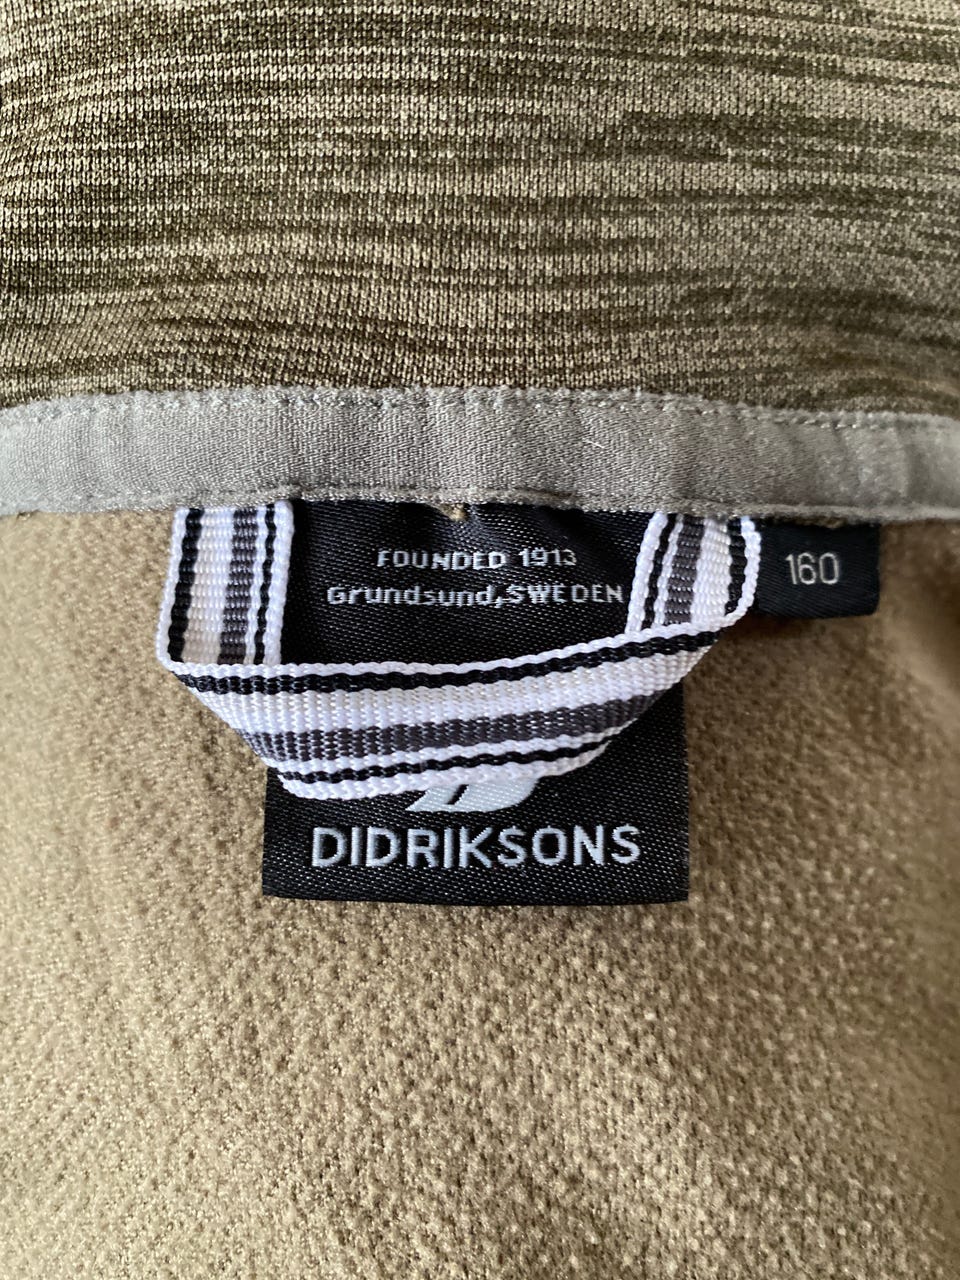 FOUNDED 1913
Grundsund, SWEDEN
160
DIDRIKSONS